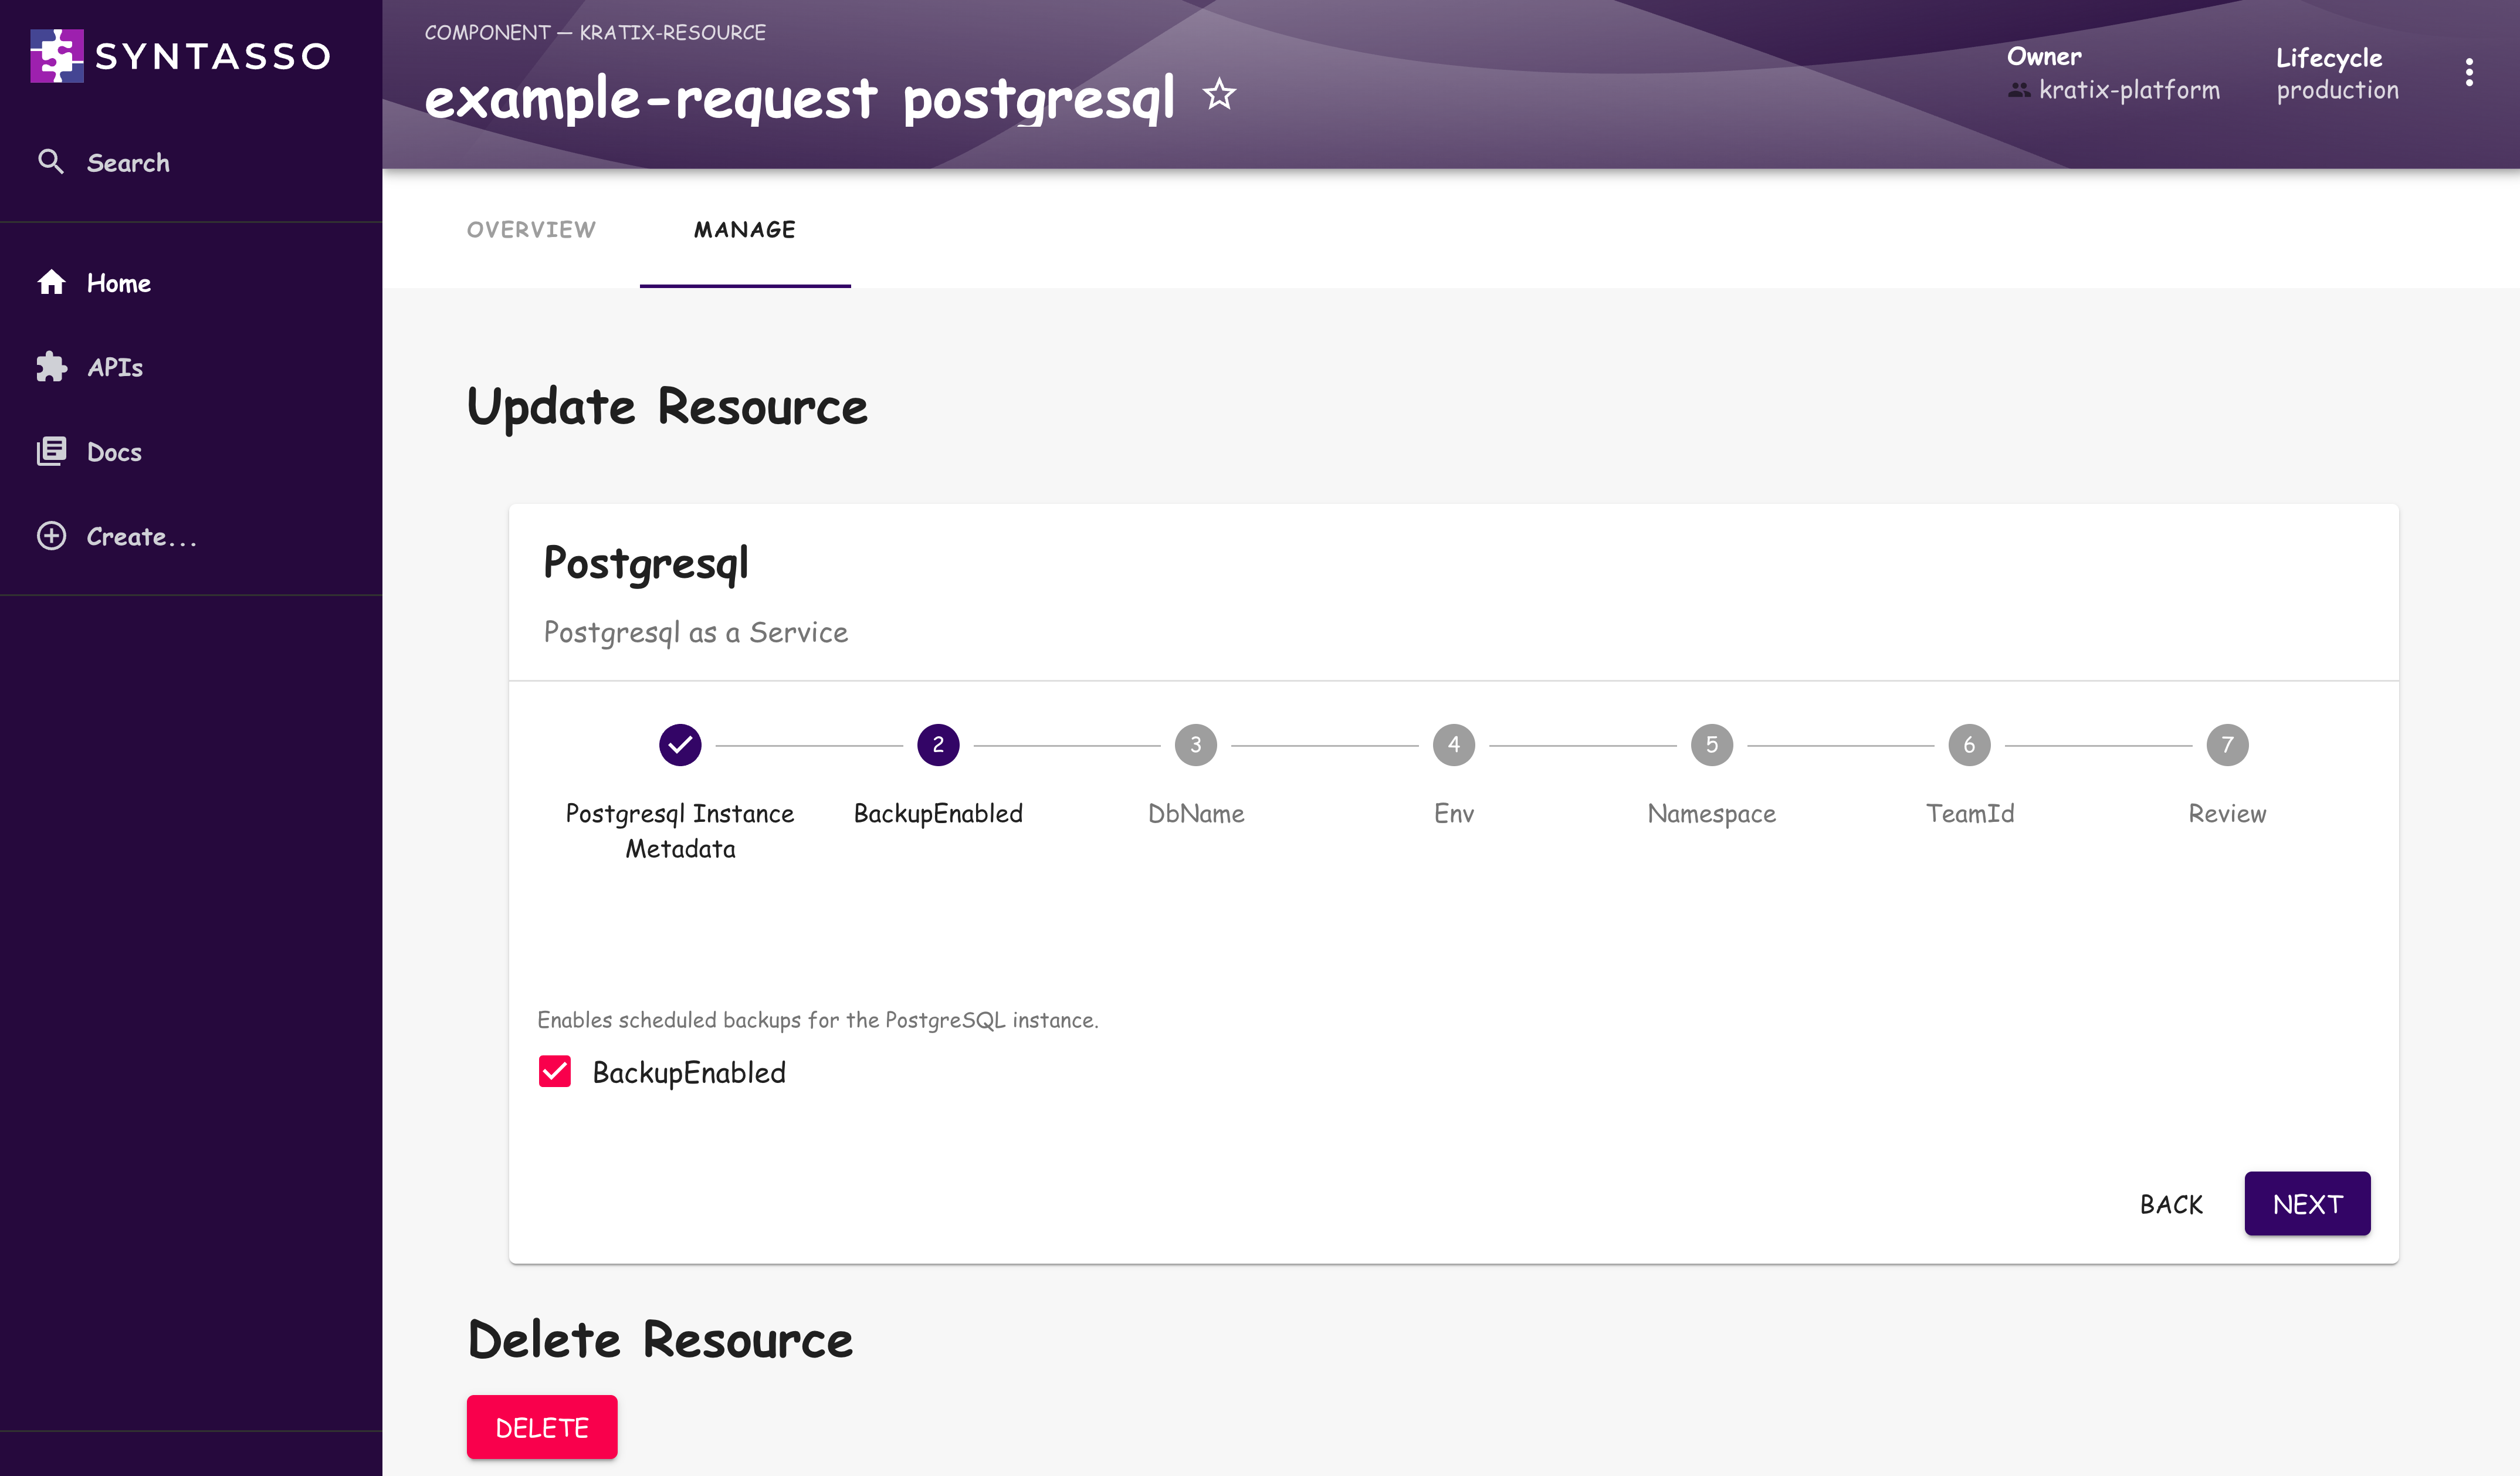 SYNTASSO
Search
Home
APIs
Docs
Create...
COMPONENT — KRATIX-RESOURCE
example-request postgresql
Owner
kratix-platform
Lifecycle
production
OVERVIEW
MANAGE
Update Resource
Postgresql
Postgresql as a Service
2
3
4
5
6
7
Postgresql Instance
Metadata
BackupEnabled
DbName
Env
Namespace
TeamId
Review
Enables scheduled backups for the PostgreSQL instance.
BackupEnabled
BACK
NEXT
Delete Resource
DELETE